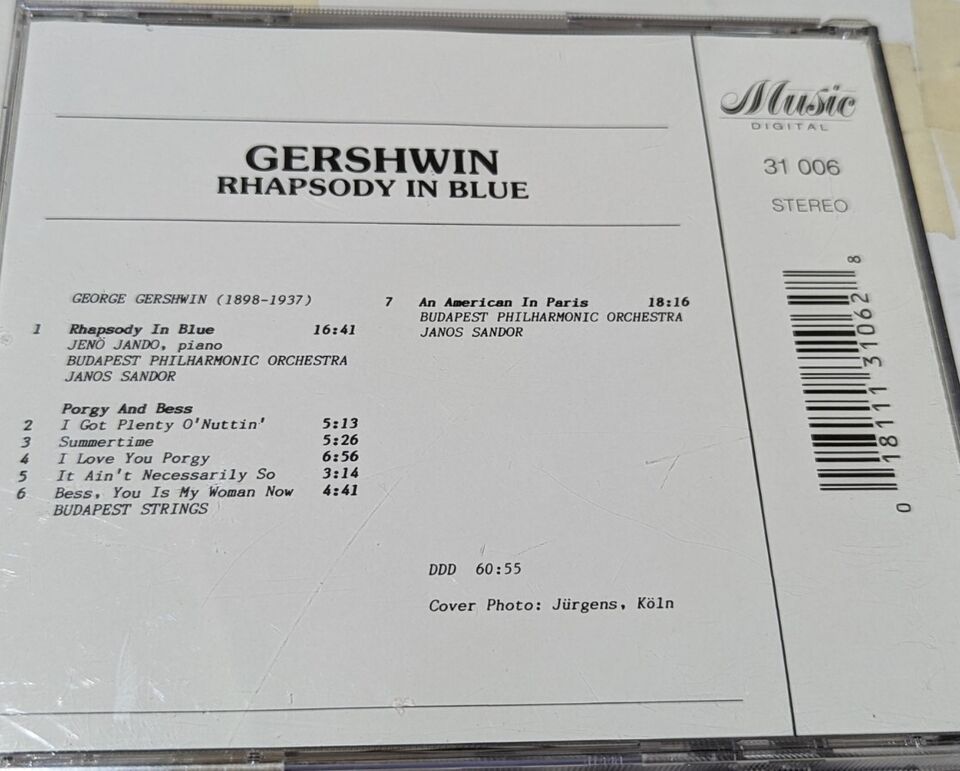 GERSHWIN
RHAPSODY IN BLUE
GEORGE GERSHWIN (1898-1937)
1 Rhapsody In Blue 16:41
JENÖ JANDO, piano
BUDAPEST PHILHARMONIC ORCHESTRA
JANOS SANDOR
Porgy And Bess
2 I Got Plenty O'Nuttin' 5:13
3 Summertime 5:26
4 I Love You Porgy 6:56
5 It Ain't Necessarily So 3:14
6 Bess, You Is My Woman Now 4:41
BUDAPEST STRINGS
7 An American In Paris 18:16
BUDAPEST PHILHARMONIC ORCHESTRA
JANOS SANDOR
DDD 60:55
Cover Photo: Jürgens, Köln
Music
DIGITAL
31 006
STEREO
0 18111 31062 8